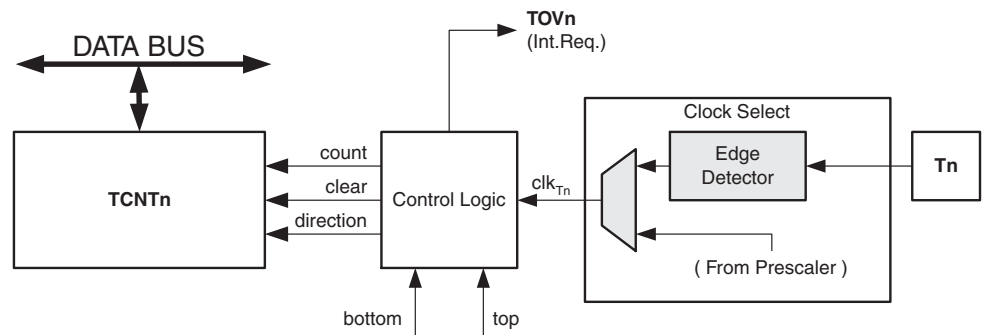 TOVn
(Int.Req.)
DATA BUS
Clock Select
count
clear
direction
TCNTn
Control Logic
clkTn
Edge
Detector
Tn
( From Prescaler )
bottom
top